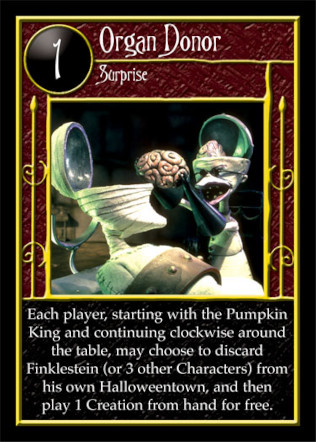 1
Organ Donor
Surprise
Each player, starting with the Pumpkin
King and continuing clockwise around
the table, may choose to discard
Finklestein (or 3 other Characters) from
his own Halloweentown, and then
play 1 Creation from hand for free.